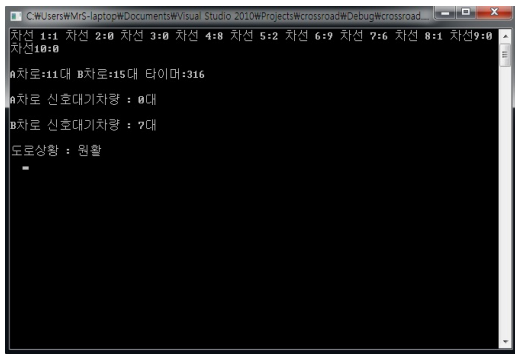 C:₩Users₩MrS-laptop₩Documents₩Visual Studio 2010₩Projects₩crossroad₩Debug₩crossroad....
차선 1:1 차선 2:0 차선 3:0 차선 4:8 차선 5:2 차선 6:9 차선 7:6 차선 8:1 차선9:0
차선10:0
A차로:11대 B차로:15대 타이머:316
A차로 신호대기차량 : 0대
B차로 신호대기차량 : 7대
도로상황 : 원활